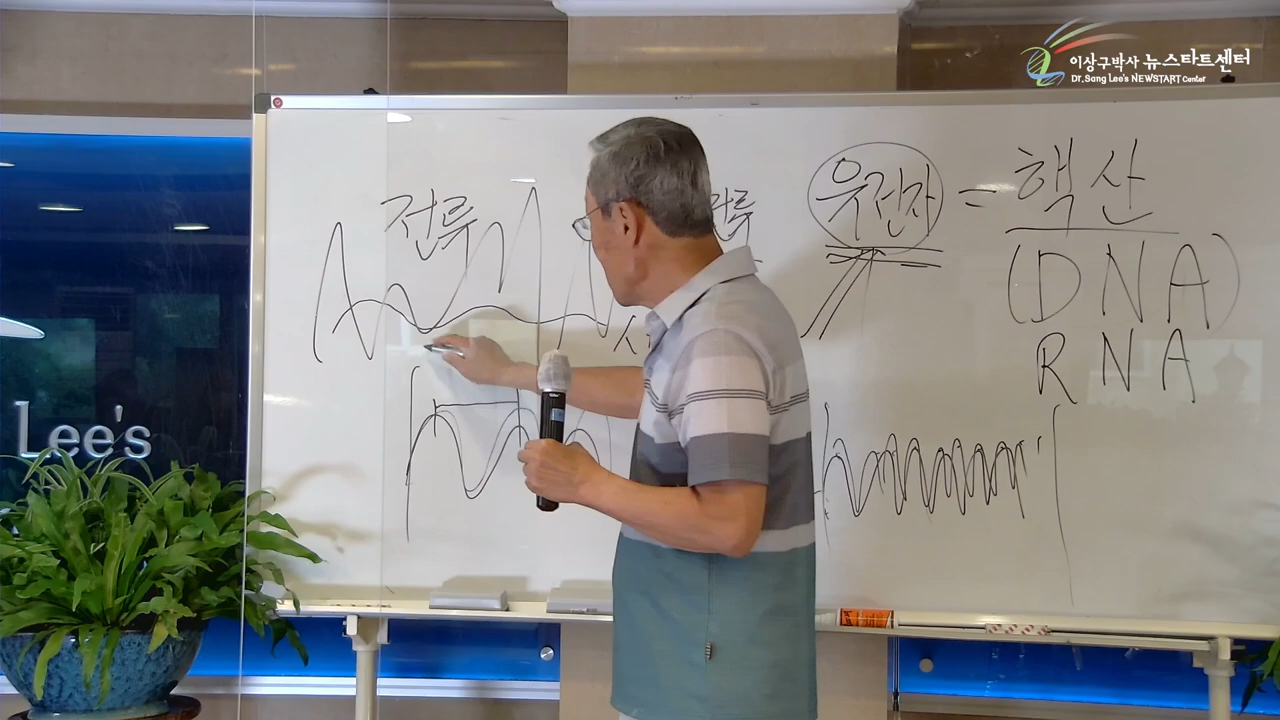 이상구박사 뉴스타트센터
Dr. Sang Lee's NEWSTART Center
전류
유전자 = 핵산
(DNA)
RNA
Lee's